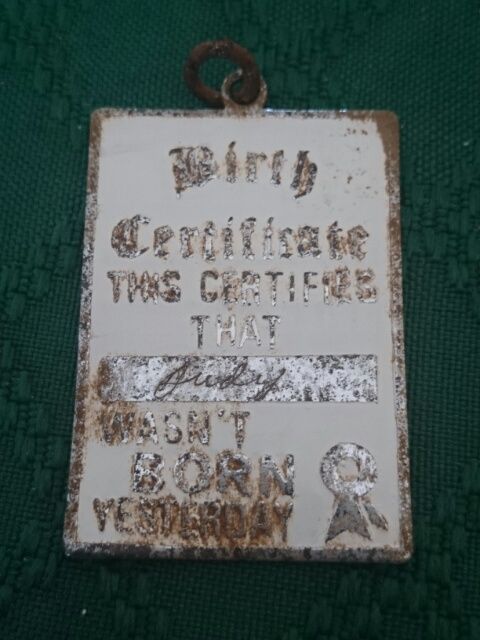 Birth
Certificate
THIS CERTIFIES
THAT
Judy
WASN'T
BORN
YESTERDAY